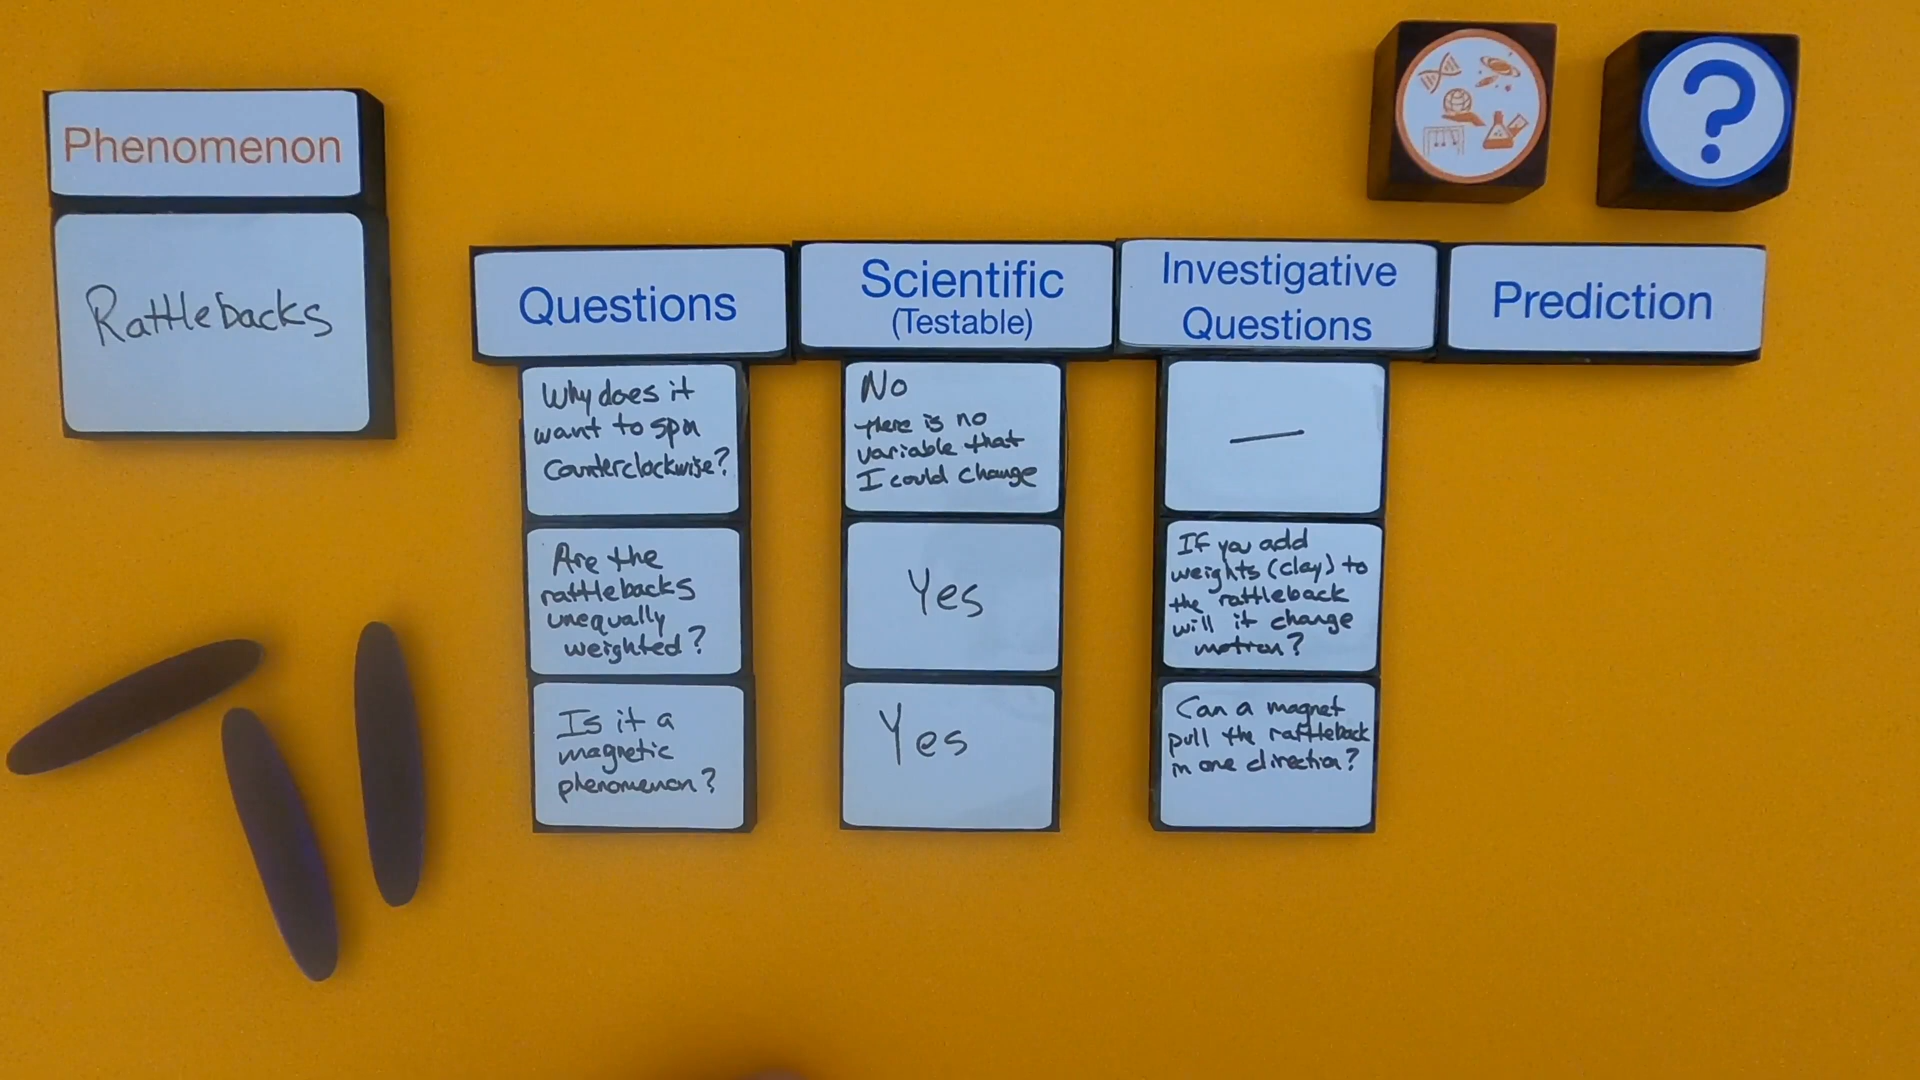 Phenomenon
Rattlebacks
Questions
Scientific
(Testable)
Investigative
Questions
Prediction
Why does it
want to spin
counterclockwise?
No
there is no
variable that
I could change
—
Are the
rattlebacks
unequally
weighted?
Yes
If you add
weights (clay) to
the rattleback
will it change
motion?
Is it a
magnetic
phenomenon?
Yes
Can a magnet
pull the rattleback
in one direction?
?